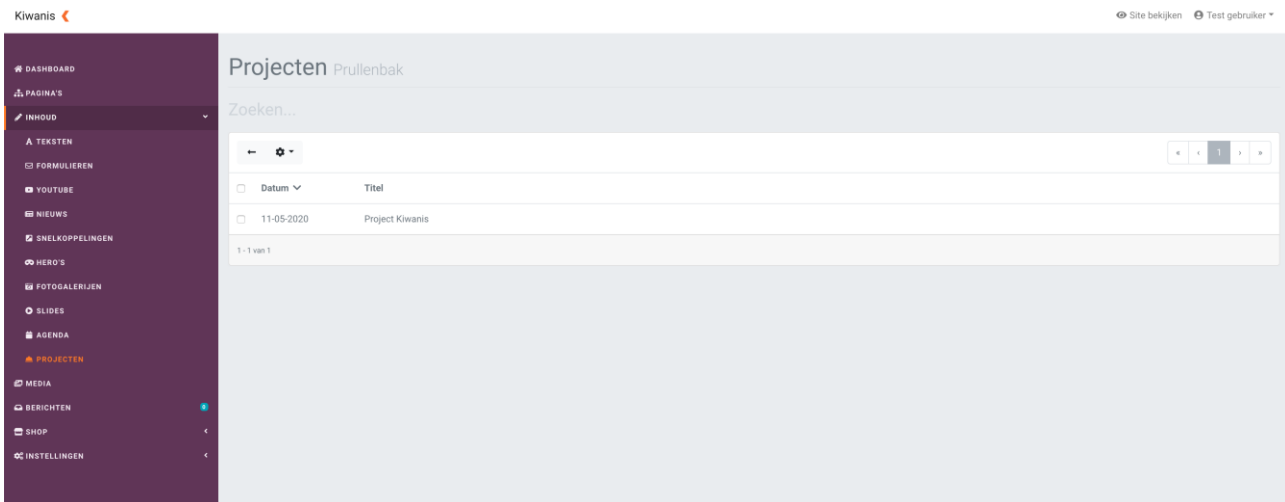 Kiwanis
Site bekijken Test gebruiker
DASHBOARD
PAGINA'S
INHOUD
TEKSTEN
FORMULIEREN
YOUTUBE
NIEUWS
SNELKOPPELINGEN
HERO'S
FOTOGALERIJEN
SLIDES
AGENDA
PROJECTEN
MEDIA
BERICHTEN 0
SHOP
INSTELLINGEN
Projecten Prullenbak
Zoeken...
« ‹ 1 › »
Datum Titel
11-05-2020 Project Kiwanis
1 - 1 van 1